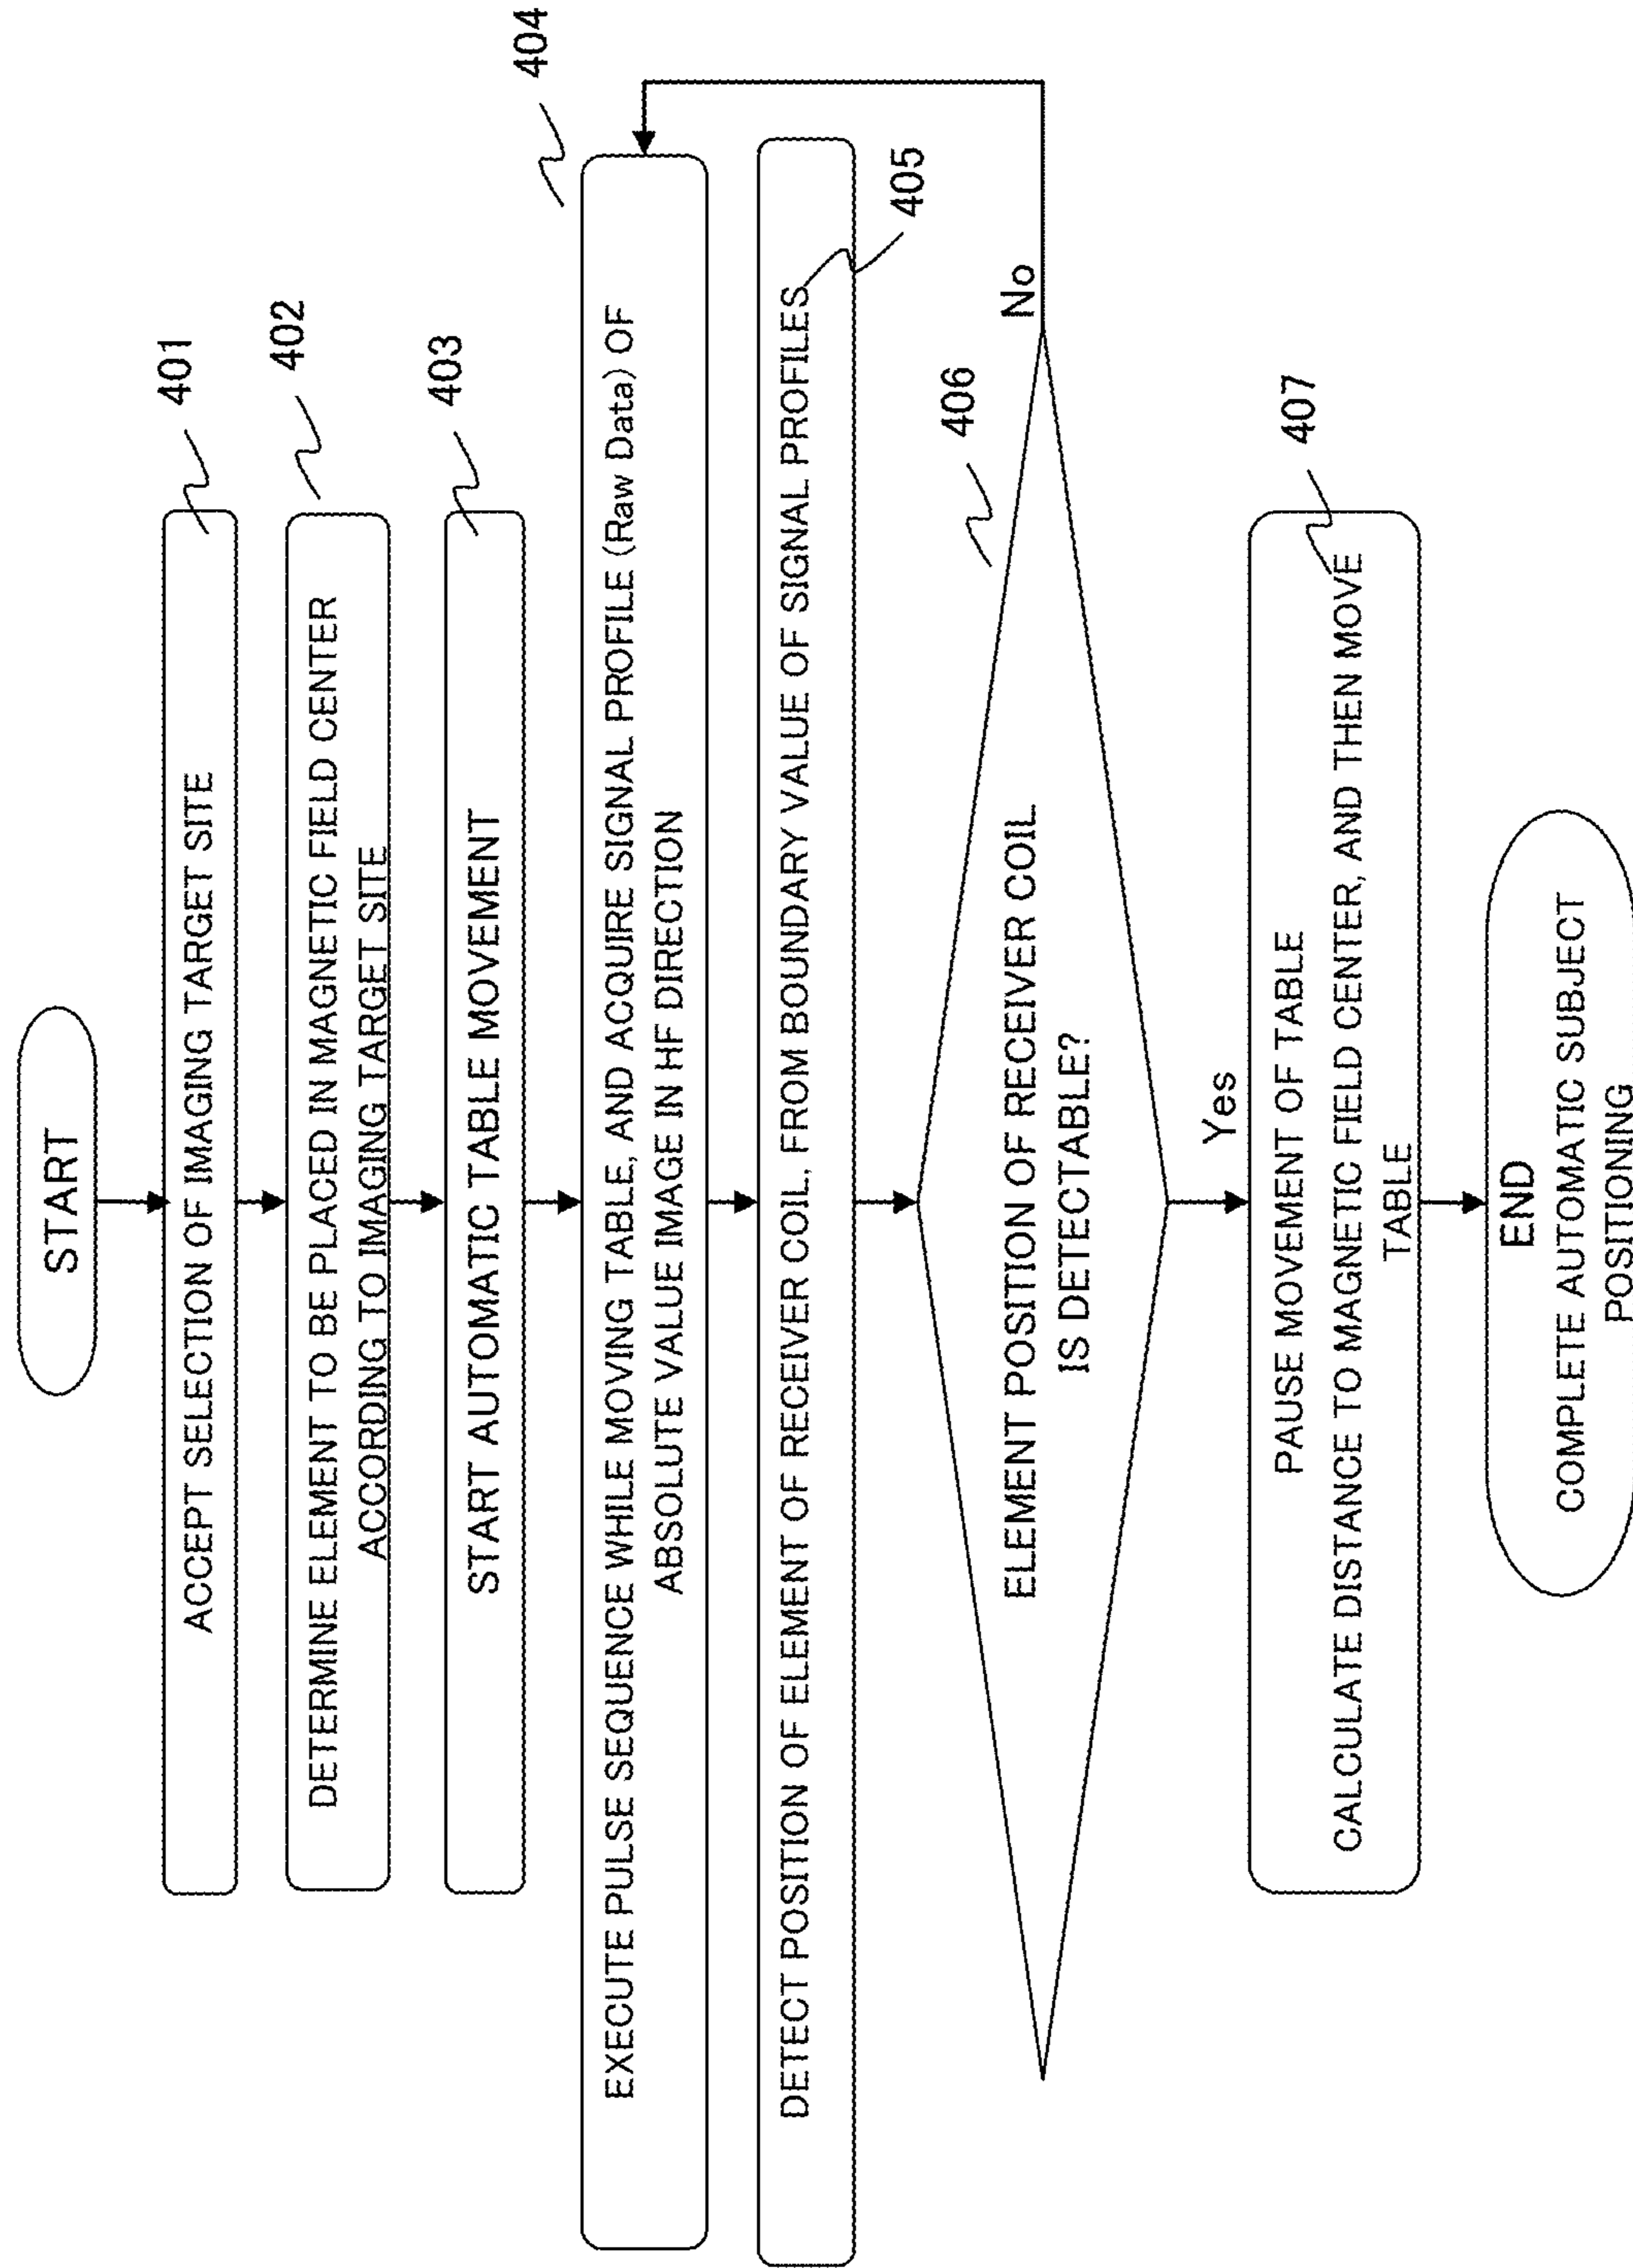 START
401
ACCEPT SELECTION OF IMAGING TARGET SITE
402
DETERMINE ELEMENT TO BE PLACED IN MAGNETIC FIELD CENTER
ACCORDING TO IMAGING TARGET SITE
403
START AUTOMATIC TABLE MOVEMENT
404
EXECUTE PULSE SEQUENCE WHILE MOVING TABLE, AND ACQUIRE SIGNAL PROFILE (Raw Data) OF
ABSOLUTE VALUE IMAGE IN HF DIRECTION
DETECT POSITION OF ELEMENT OF RECEIVER COIL, FROM BOUNDARY VALUE OF SIGNAL PROFILES
405
406
ELEMENT POSITION OF RECEIVER COIL
IS DETECTABLE?
No
Yes
407
PAUSE MOVEMENT OF TABLE
CALCULATE DISTANCE TO MAGNETIC FIELD CENTER, AND THEN MOVE
TABLE
END
COMPLETE AUTOMATIC SUBJECT
POSITIONING